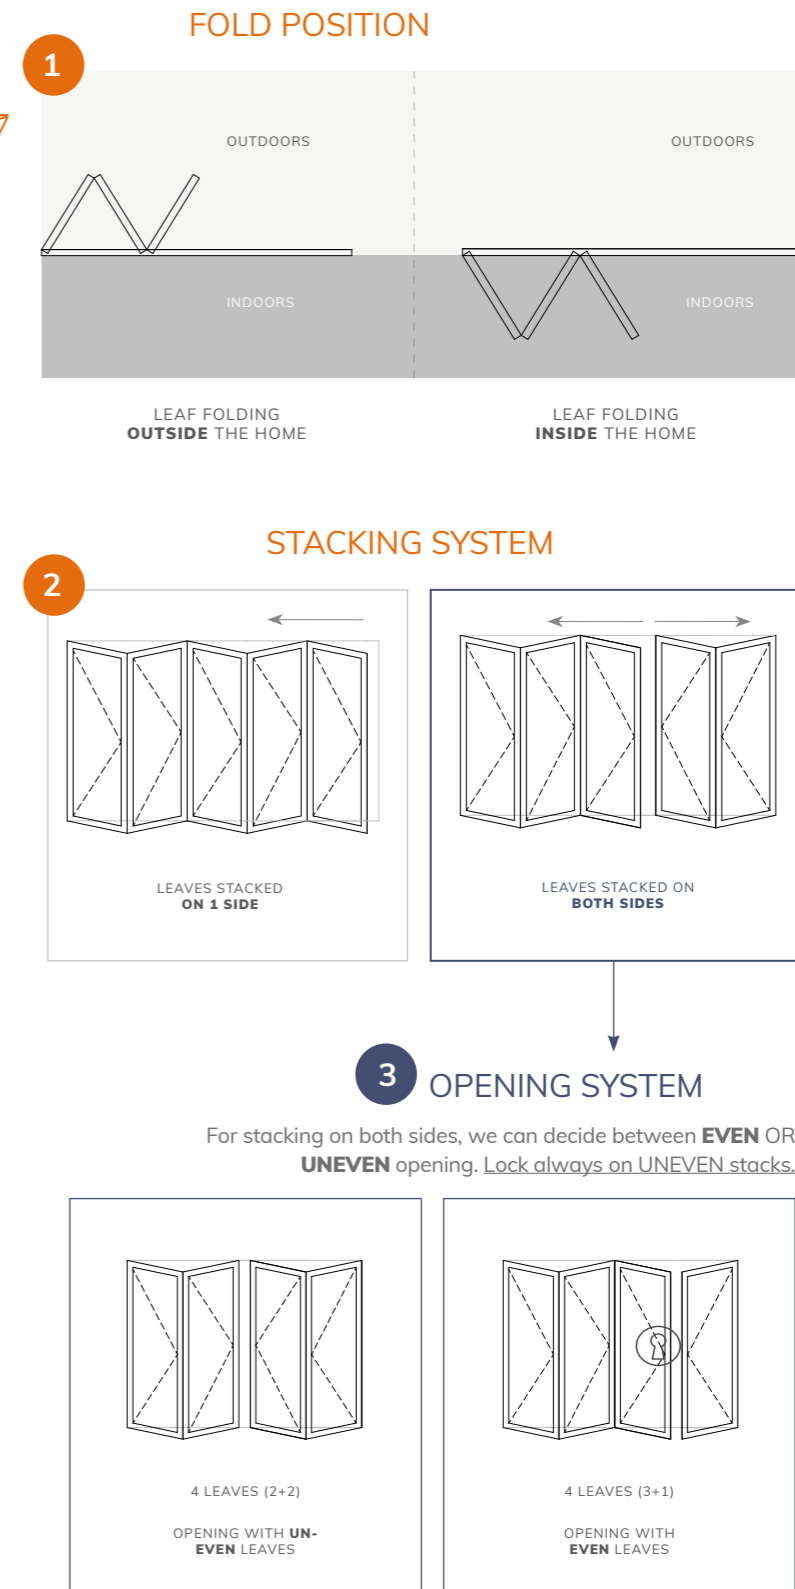 FOLD POSITION
1
OUTDOORS
OUTDOORS
INDOORS
INDOORS
LEAF FOLDING
OUTSIDE THE HOME
LEAF FOLDING
INSIDE THE HOME
STACKING SYSTEM
2
LEAVES STACKED
ON 1 SIDE
LEAVES STACKED ON
BOTH SIDES
3
OPENING SYSTEM
For stacking on both sides, we can decide between EVEN OR
UNEVEN opening. Lock always on UNEVEN stacks.
4 LEAVES (2+2)
OPENING WITH UN-
EVEN LEAVES
4 LEAVES (3+1)
OPENING WITH
EVEN LEAVES